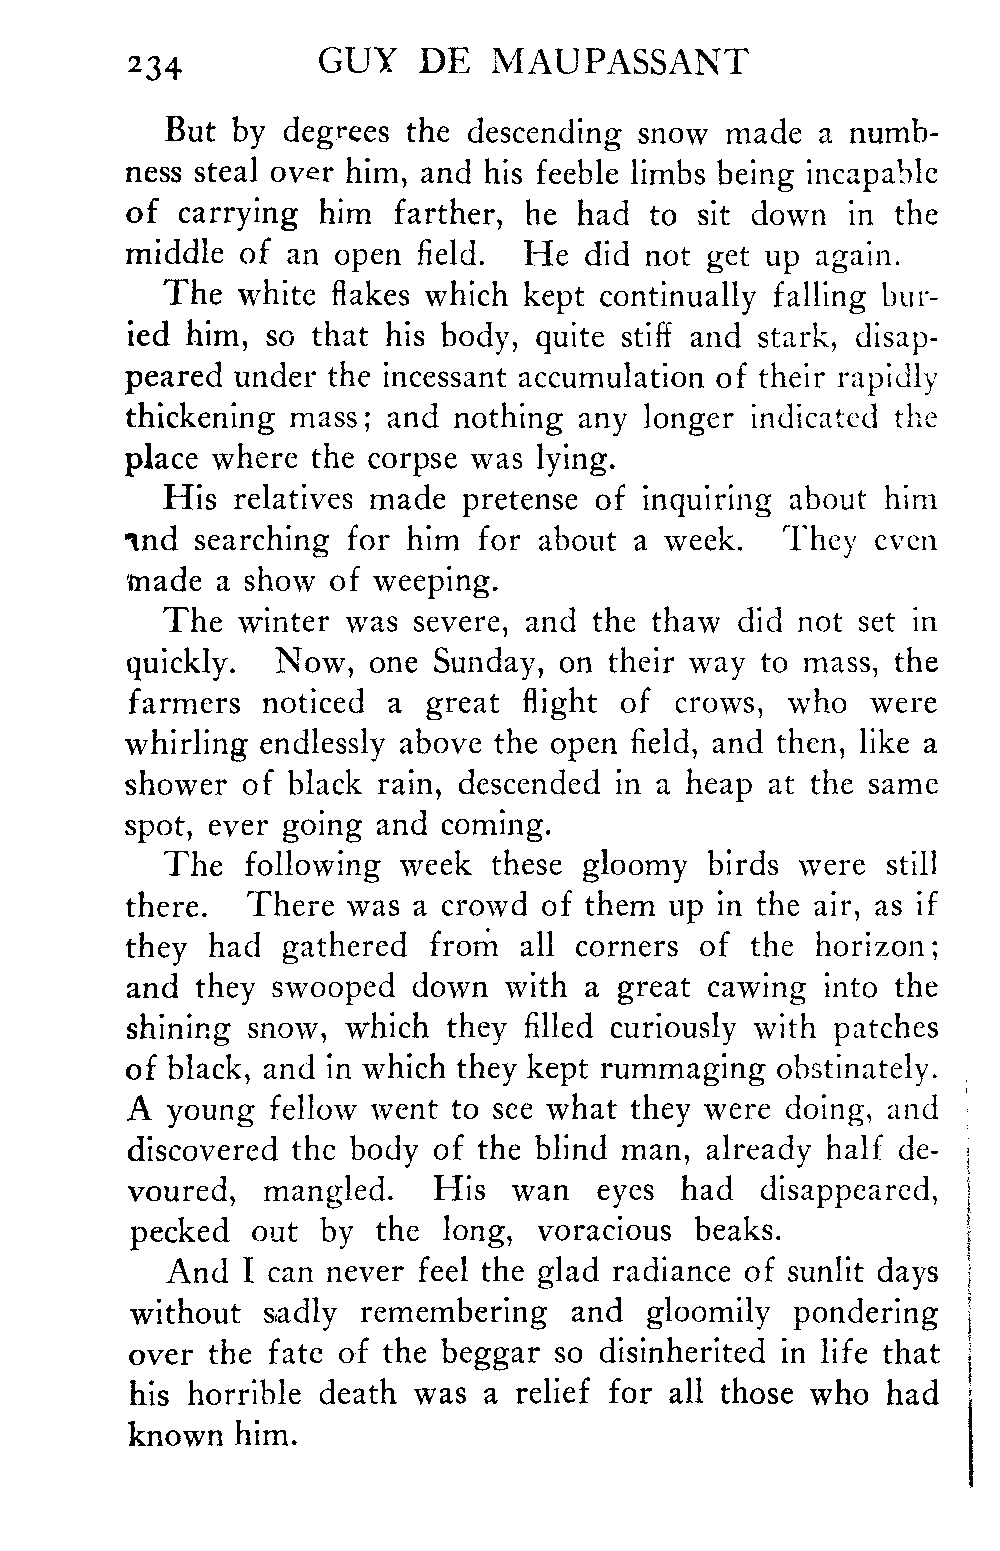 234 GUY DE MAUPASSANT
But by degrees the descending snow made a numb-
ness steal over him, and his feeble limbs being incapable
of carrying him farther, he had to sit down in the
middle of an open field. He did not get up again.
The white flakes which kept continually falling bur-
ied him, so that his body, quite stiff and stark, disap-
peared under the incessant accumulation of their rapidly
thickening mass; and nothing any longer indicated the
place where the corpse was lying.
His relatives made pretense of inquiring about him
and searching for him for about a week. They even
made a show of weeping.
The winter was severe, and the thaw did not set in
quickly. Now, one Sunday, on their way to mass, the
farmers noticed a great flight of crows, who were
whirling endlessly above the open field, and then, like a
shower of black rain, descended in a heap at the same
spot, ever going and coming.
The following week these gloomy birds were still
there. There was a crowd of them up in the air, as if
they had gathered from all corners of the horizon;
and they swooped down with a great cawing into the
shining snow, which they filled curiously with patches
of black, and in which they kept rummaging obstinately.
A young fellow went to see what they were doing, and
discovered the body of the blind man, already half de-
voured, mangled. His wan eyes had disappeared,
pecked out by the long, voracious beaks.
And I can never feel the glad radiance of sunlit days
without sadly remembering and gloomily pondering
over the fate of the beggar so disinherited in life that
his horrible death was a relief for all those who had
known him.